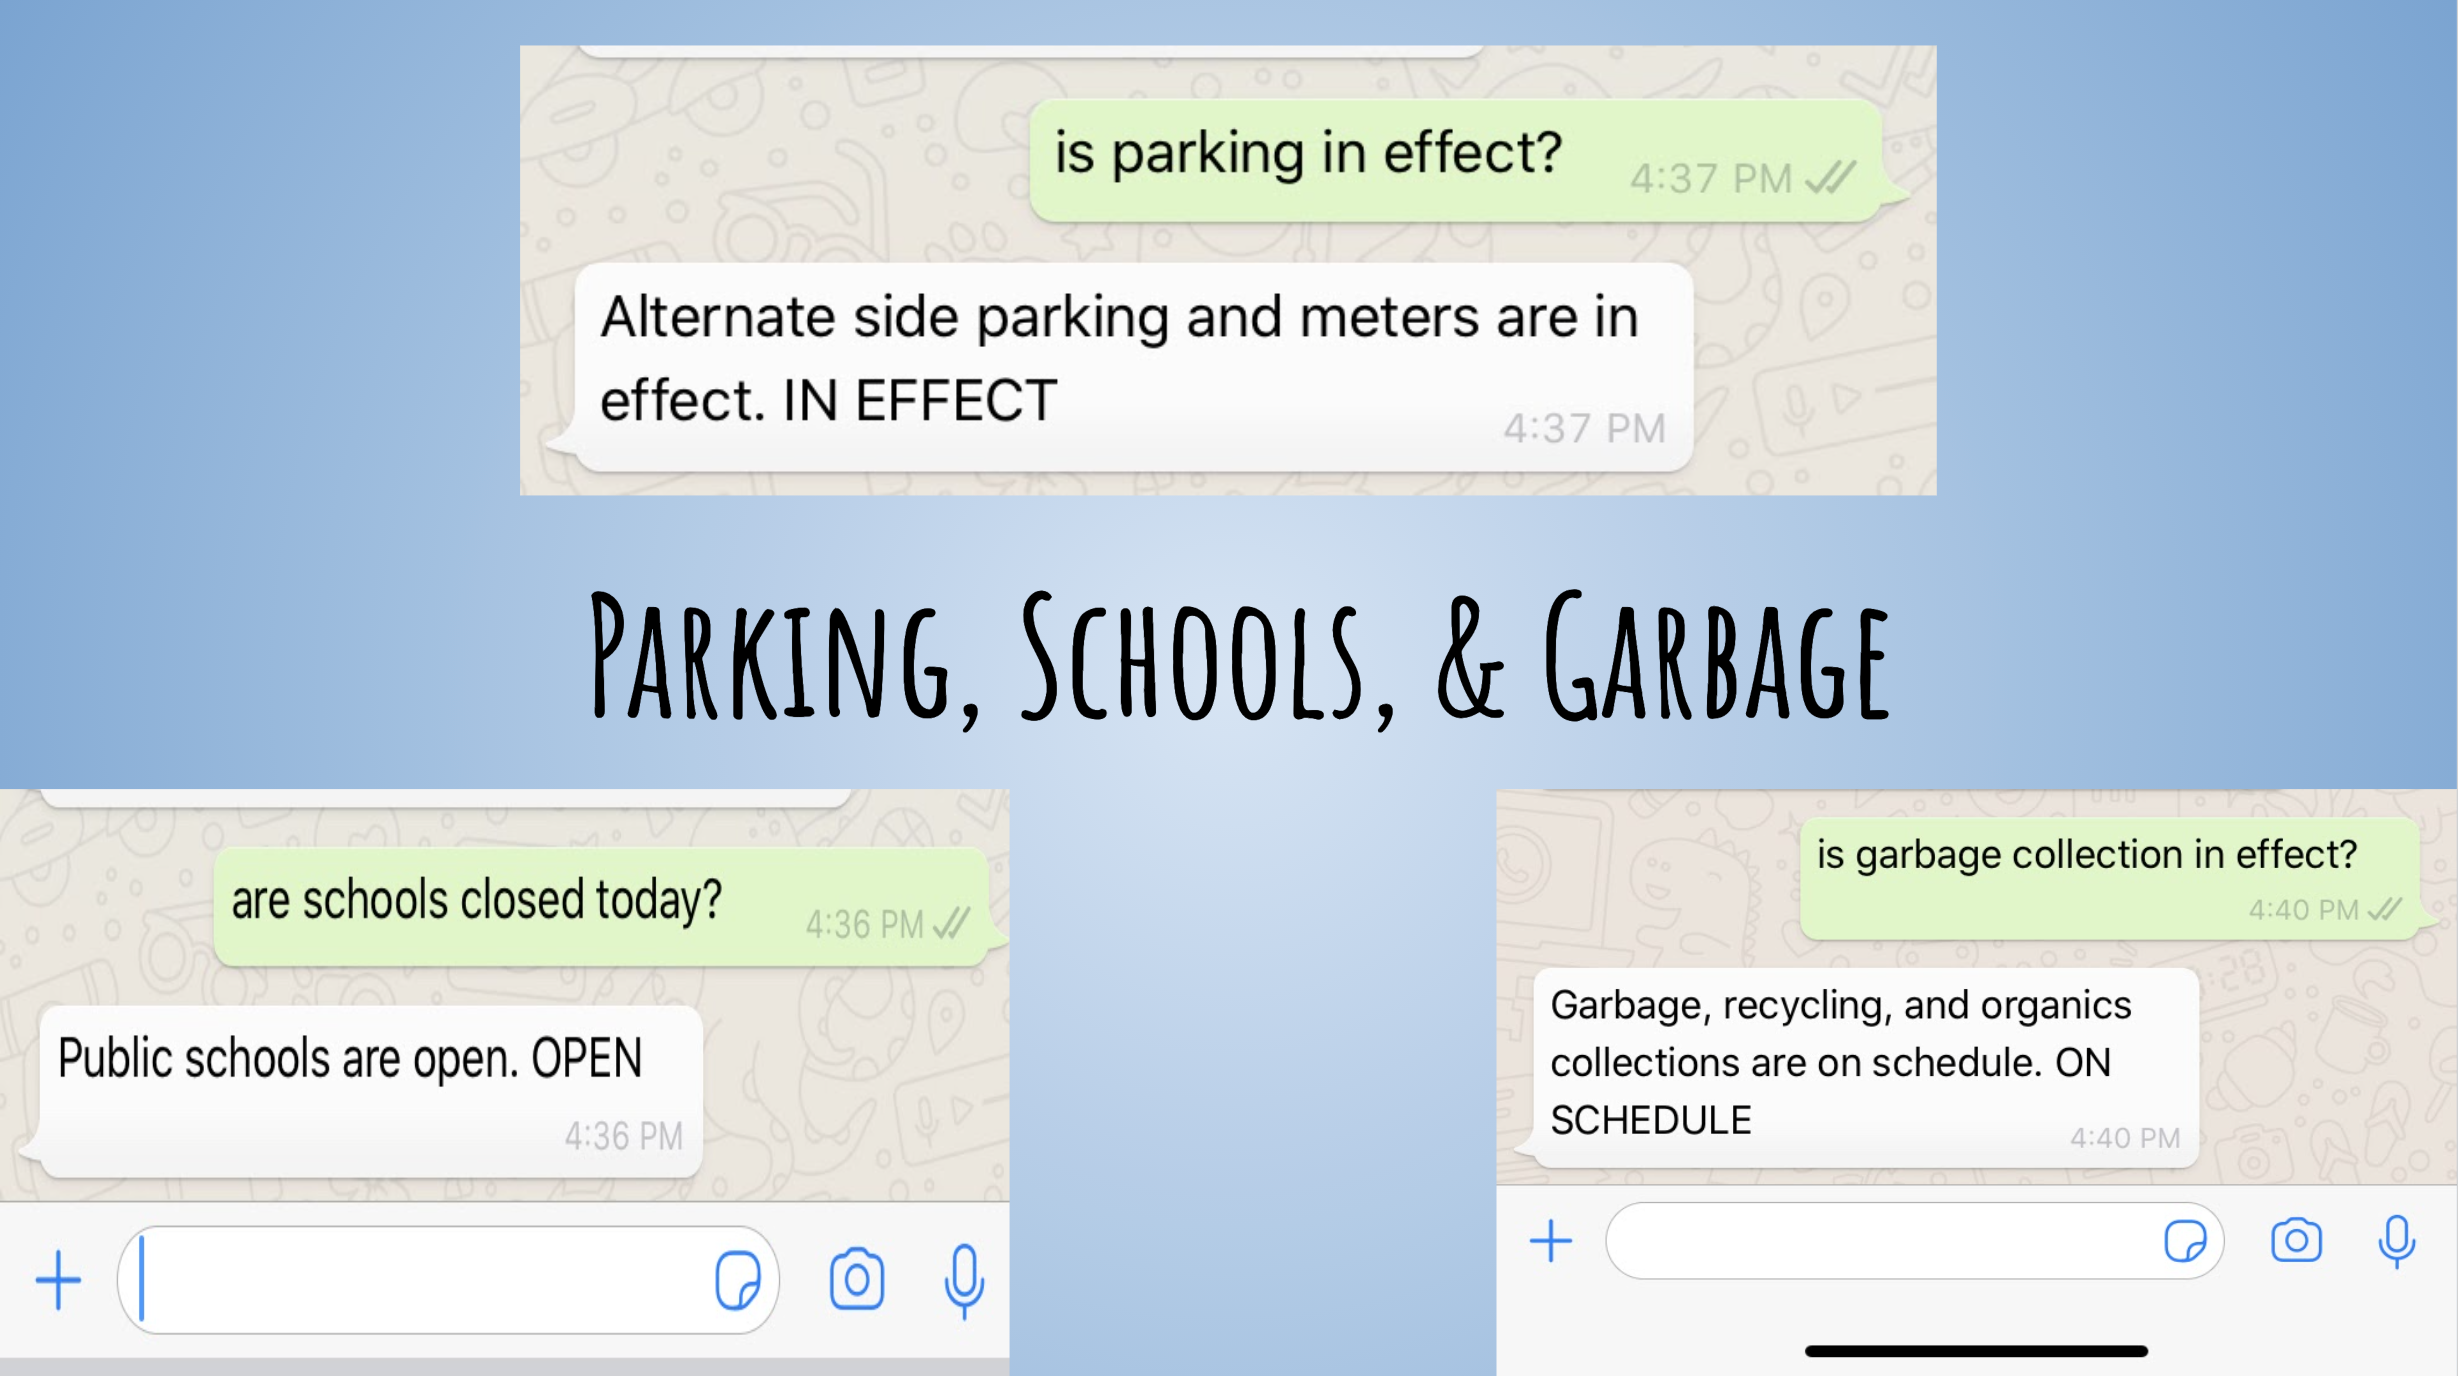 is parking in effect?
4:37 PM
Alternate side parking and meters are in
effect. IN EFFECT
4:37 PM
PARKING, SCHOOLS, & GARBAGE
are schools closed today?
4:36 PM
Public schools are open. OPEN
4:36 PM
is garbage collection in effect?
4:40 PM
Garbage, recycling, and organics
collections are on schedule. ON
SCHEDULE
4:40 PM